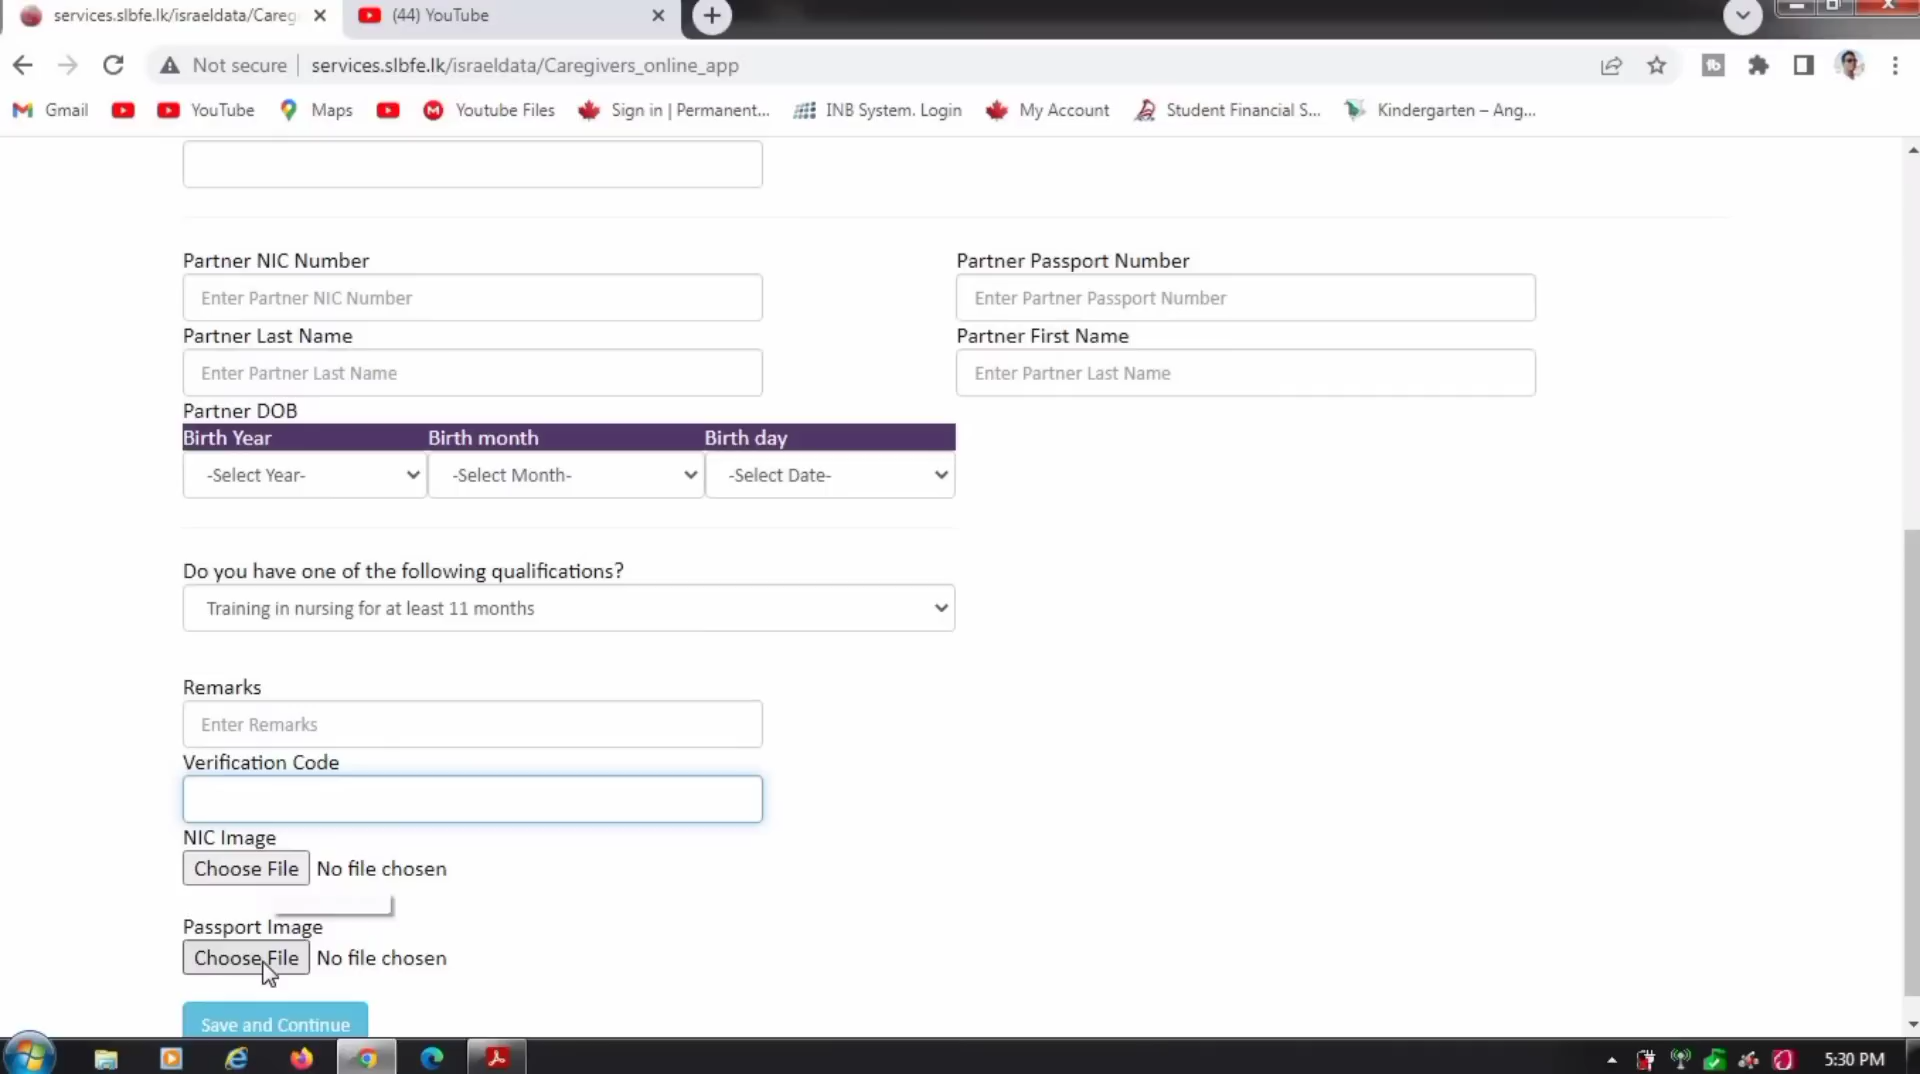 services.slbfe.lk/israeldata/Careg
(44) YouTube
Not secure
services.slbfe.lk/israeldata/Caregivers_online_app
Gmail
YouTube
Maps
Youtube Files
Sign in | Permanent...
INB System. Login
My Account
Student Financial S...
Kindergarten – Ang...
Partner NIC Number
Partner Passport Number
Enter Partner NIC Number
Enter Partner Passport Number
Partner Last Name
Partner First Name
Enter Partner Last Name
Enter Partner Last Name
Partner DOB
Birth Year
Birth month
Birth day
-Select Year-
-Select Month-
-Select Date-
Do you have one of the following qualifications?
Training in nursing for at least 11 months
Remarks
Enter Remarks
Verification Code
NIC Image
Choose File No file chosen
Passport Image
Choose File No file chosen
Save and Continue
5:30 PM